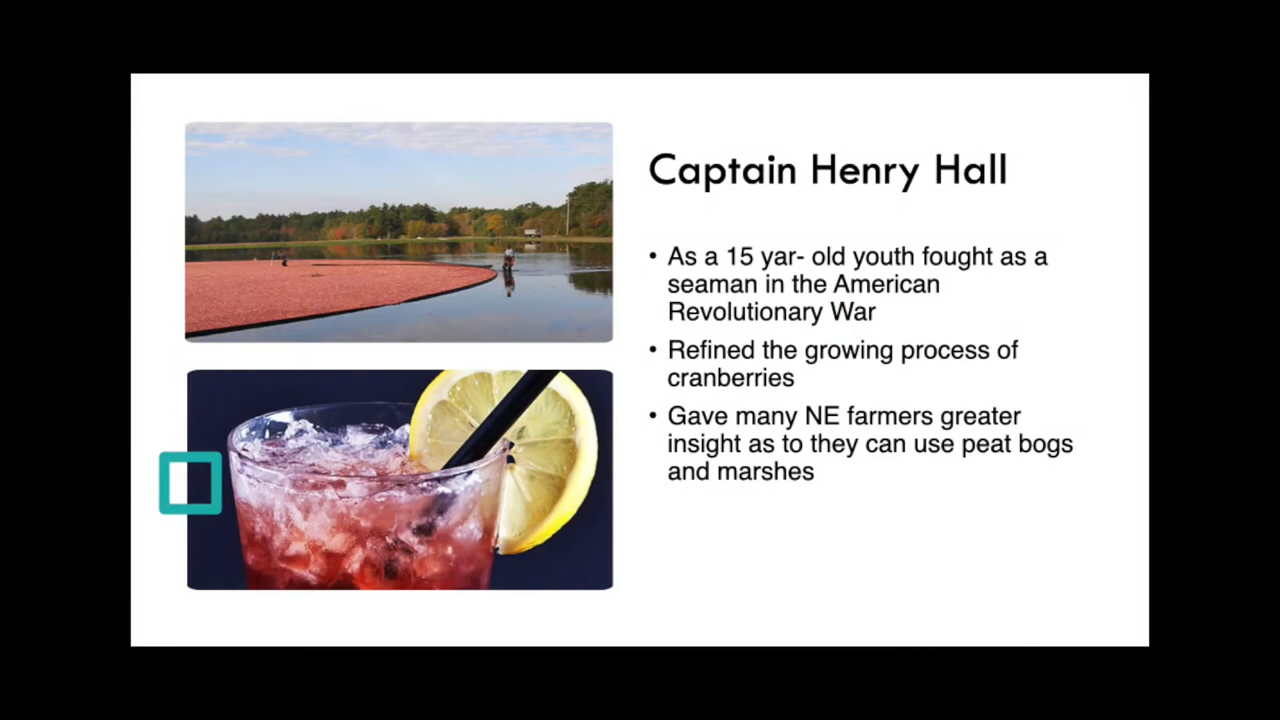 Captain Henry Hall
• As a 15 yar- old youth fought as a
seaman in the American
Revolutionary War
• Refined the growing process of
cranberries
• Gave many NE farmers greater
insight as to they can use peat bogs
and marshes